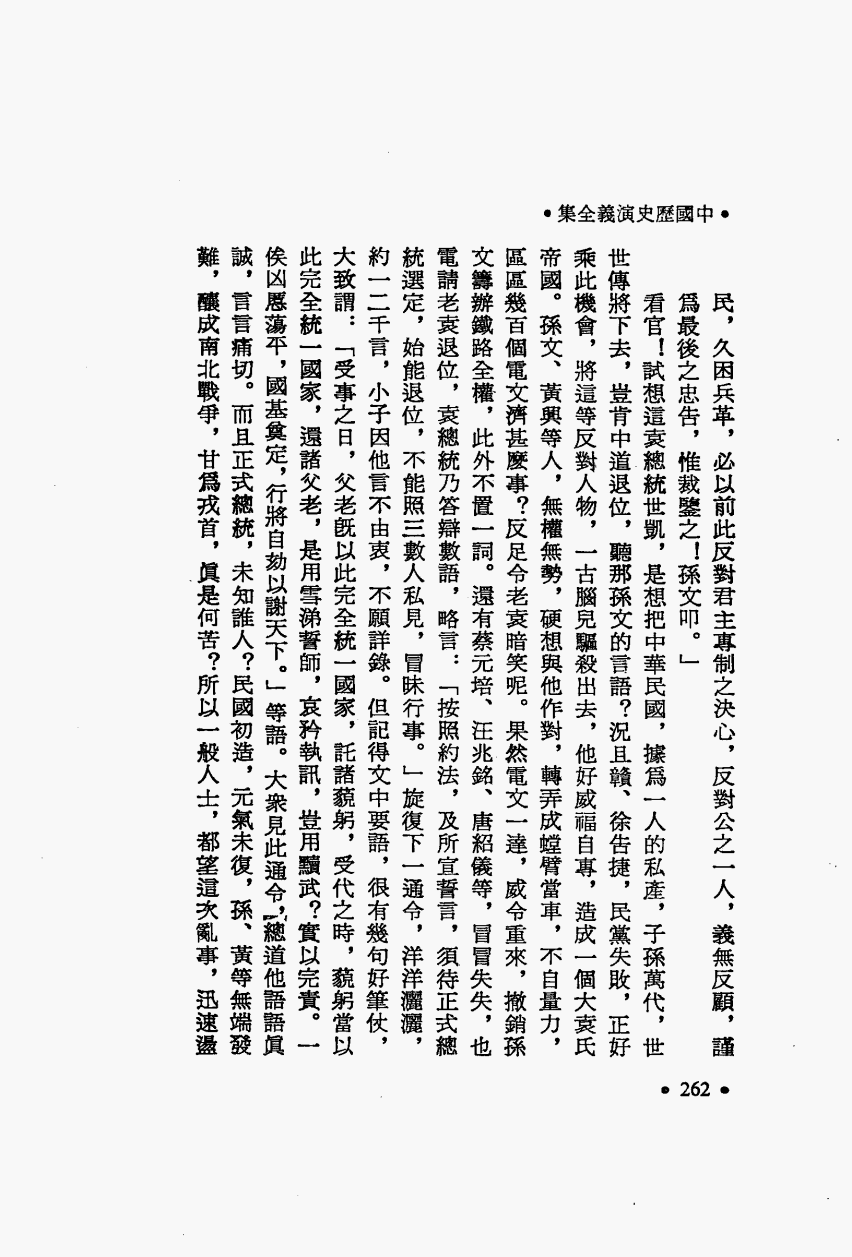 •中國歷史演義全集•
民，久困兵革，必以前此反對君主專制之決心，反對公之一人，義無反顧，謹
爲最後之忠告，惟裁鑒之！孫文叩。」
看官！試想這袁總統世凱，是想把中華民國，據爲一人的私產，子孫萬代，世
世傳將下去，豈肯中道退位，聽那孫文的言語？況且贛、徐告捷，民黨失敗，正好
乘此機會，將這等反對人物，一古腦兒驅殺出去，他好威福自專，造成一個大袁氏
帝國。孫文、黃興等人，無權無勢，硬想與他作對，轉弄成螳臂當車，不自量力，
區區幾百個電文濟甚麼事？反足令老袁暗笑呢。果然電文一達，威令重來，撤銷孫
文籌辦鐵路全權，此外不置一詞。還有蔡元培、汪兆銘、唐紹儀等，冒冒失失，也
電請老袁退位，袁總統乃答辯數語，略言：「按照約法，及所宣誓言，須待正式總
統選定，始能退位，不能照三數人私見，冒昧行事。」旋復下一通令，洋洋灑灑，
約一二千言，小子因他言不由衷，不願詳錄。但記得文中要語，很有幾句好筆仗，
大致謂：「受事之日，父老旣以此完全統一國家，託諸藐躬，受代之時，藐躬當以
此完全統一國家，還諸父老，是用雪涕誓師，哀矜執訊，豈用黷武？實以完責。一
俟凶慝蕩平，國基奠定，行將自劾以謝天下。」等語。大衆見此通令，總道他語語眞
誠，言言痛切。而且正式總統，未知誰人？民國初造，元氣未復，孫、黃等無端發
難，釀成南北戰爭，甘爲戎首，眞是何苦？所以一般人士，都望這次亂事，迅速盪
•262•